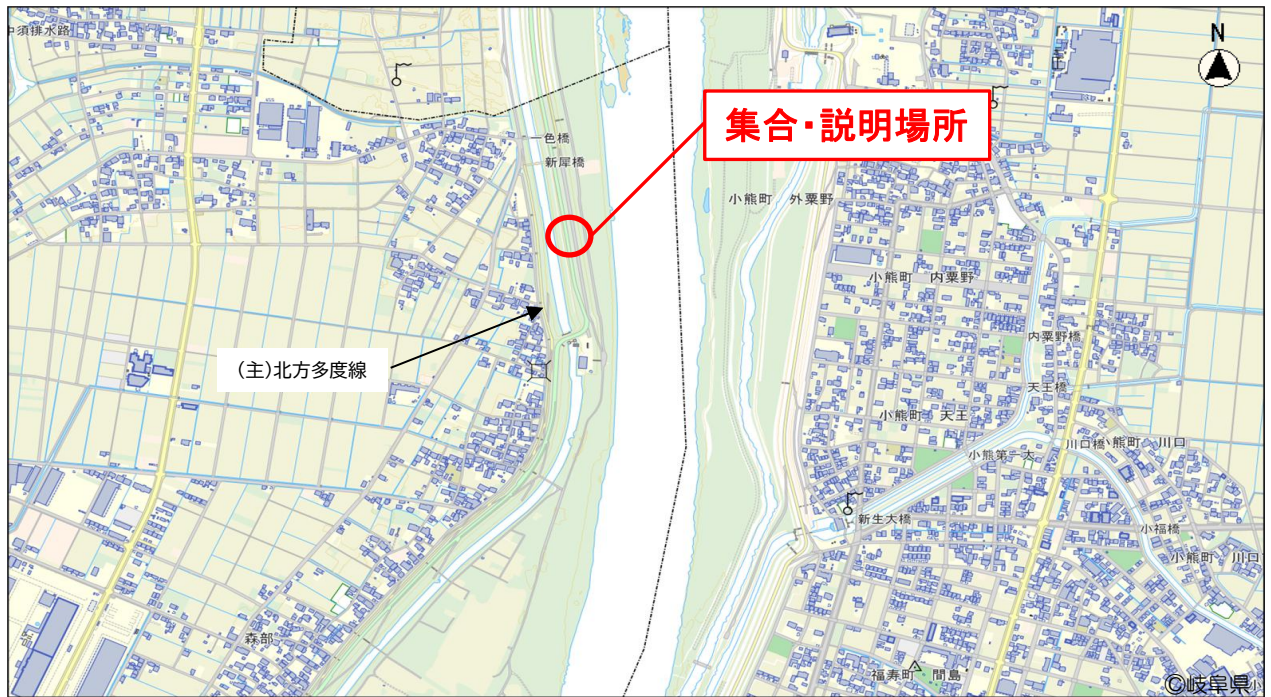 中須排水路
N
集合・説明場所
一色橋
新犀橋
小熊町 外粟野
小熊町 内粟野
内粟野橋
(主)北方多度線
天王橋
小熊町 天王
川口橋
小熊町 川口
小熊第一大
新生大橋
小福橋
小熊町 川口
森部
福寿町 間島
©岐阜県